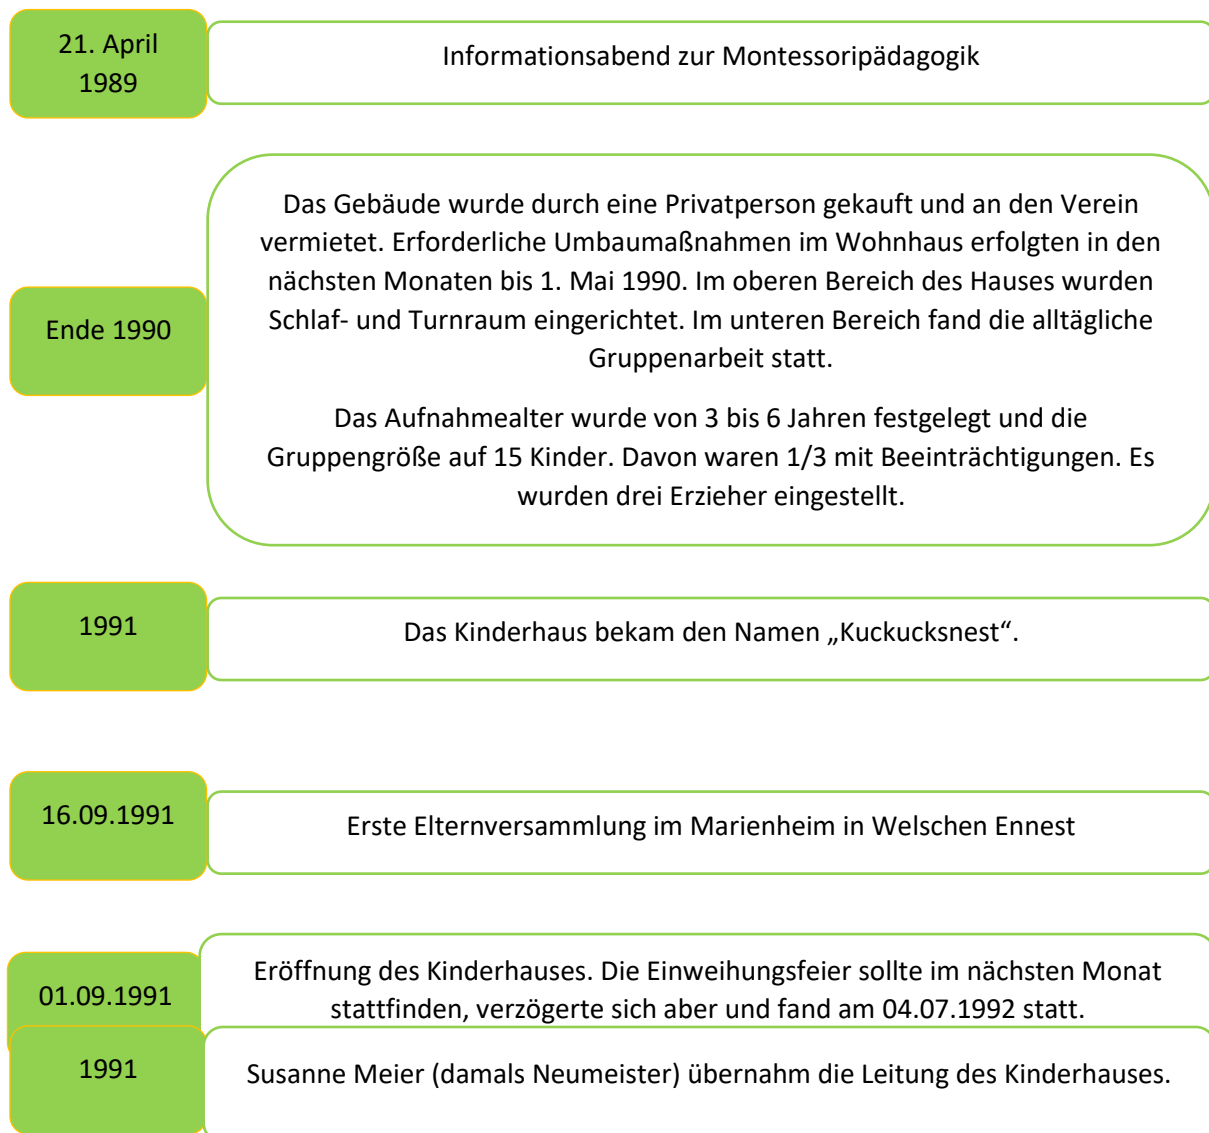 21. April
1989
Informationsabend zur Montessoripädagogik
Ende 1990
Das Gebäude wurde durch eine Privatperson gekauft und an den Verein
vermietet. Erforderliche Umbaumaßnahmen im Wohnhaus erfolgten in den
nächsten Monaten bis 1. Mai 1990. Im oberen Bereich des Hauses wurden
Schlaf- und Turnraum eingerichtet. Im unteren Bereich fand die alltägliche
Gruppenarbeit statt.
Das Aufnahmealter wurde von 3 bis 6 Jahren festgelegt und die
Gruppengröße auf 15 Kinder. Davon waren 1/3 mit Beeinträchtigungen. Es
wurden drei Erzieher eingestellt.
1991
Das Kinderhaus bekam den Namen „Kuckucksnest“.
16.09.1991
Erste Elternversammlung im Marienheim in Welschen Ennest
01.09.1991
Eröffnung des Kinderhauses. Die Einweihungsfeier sollte im nächsten Monat
stattfinden, verzögerte sich aber und fand am 04.07.1992 statt.
1991
Susanne Meier (damals Neumeister) übernahm die Leitung des Kinderhauses.